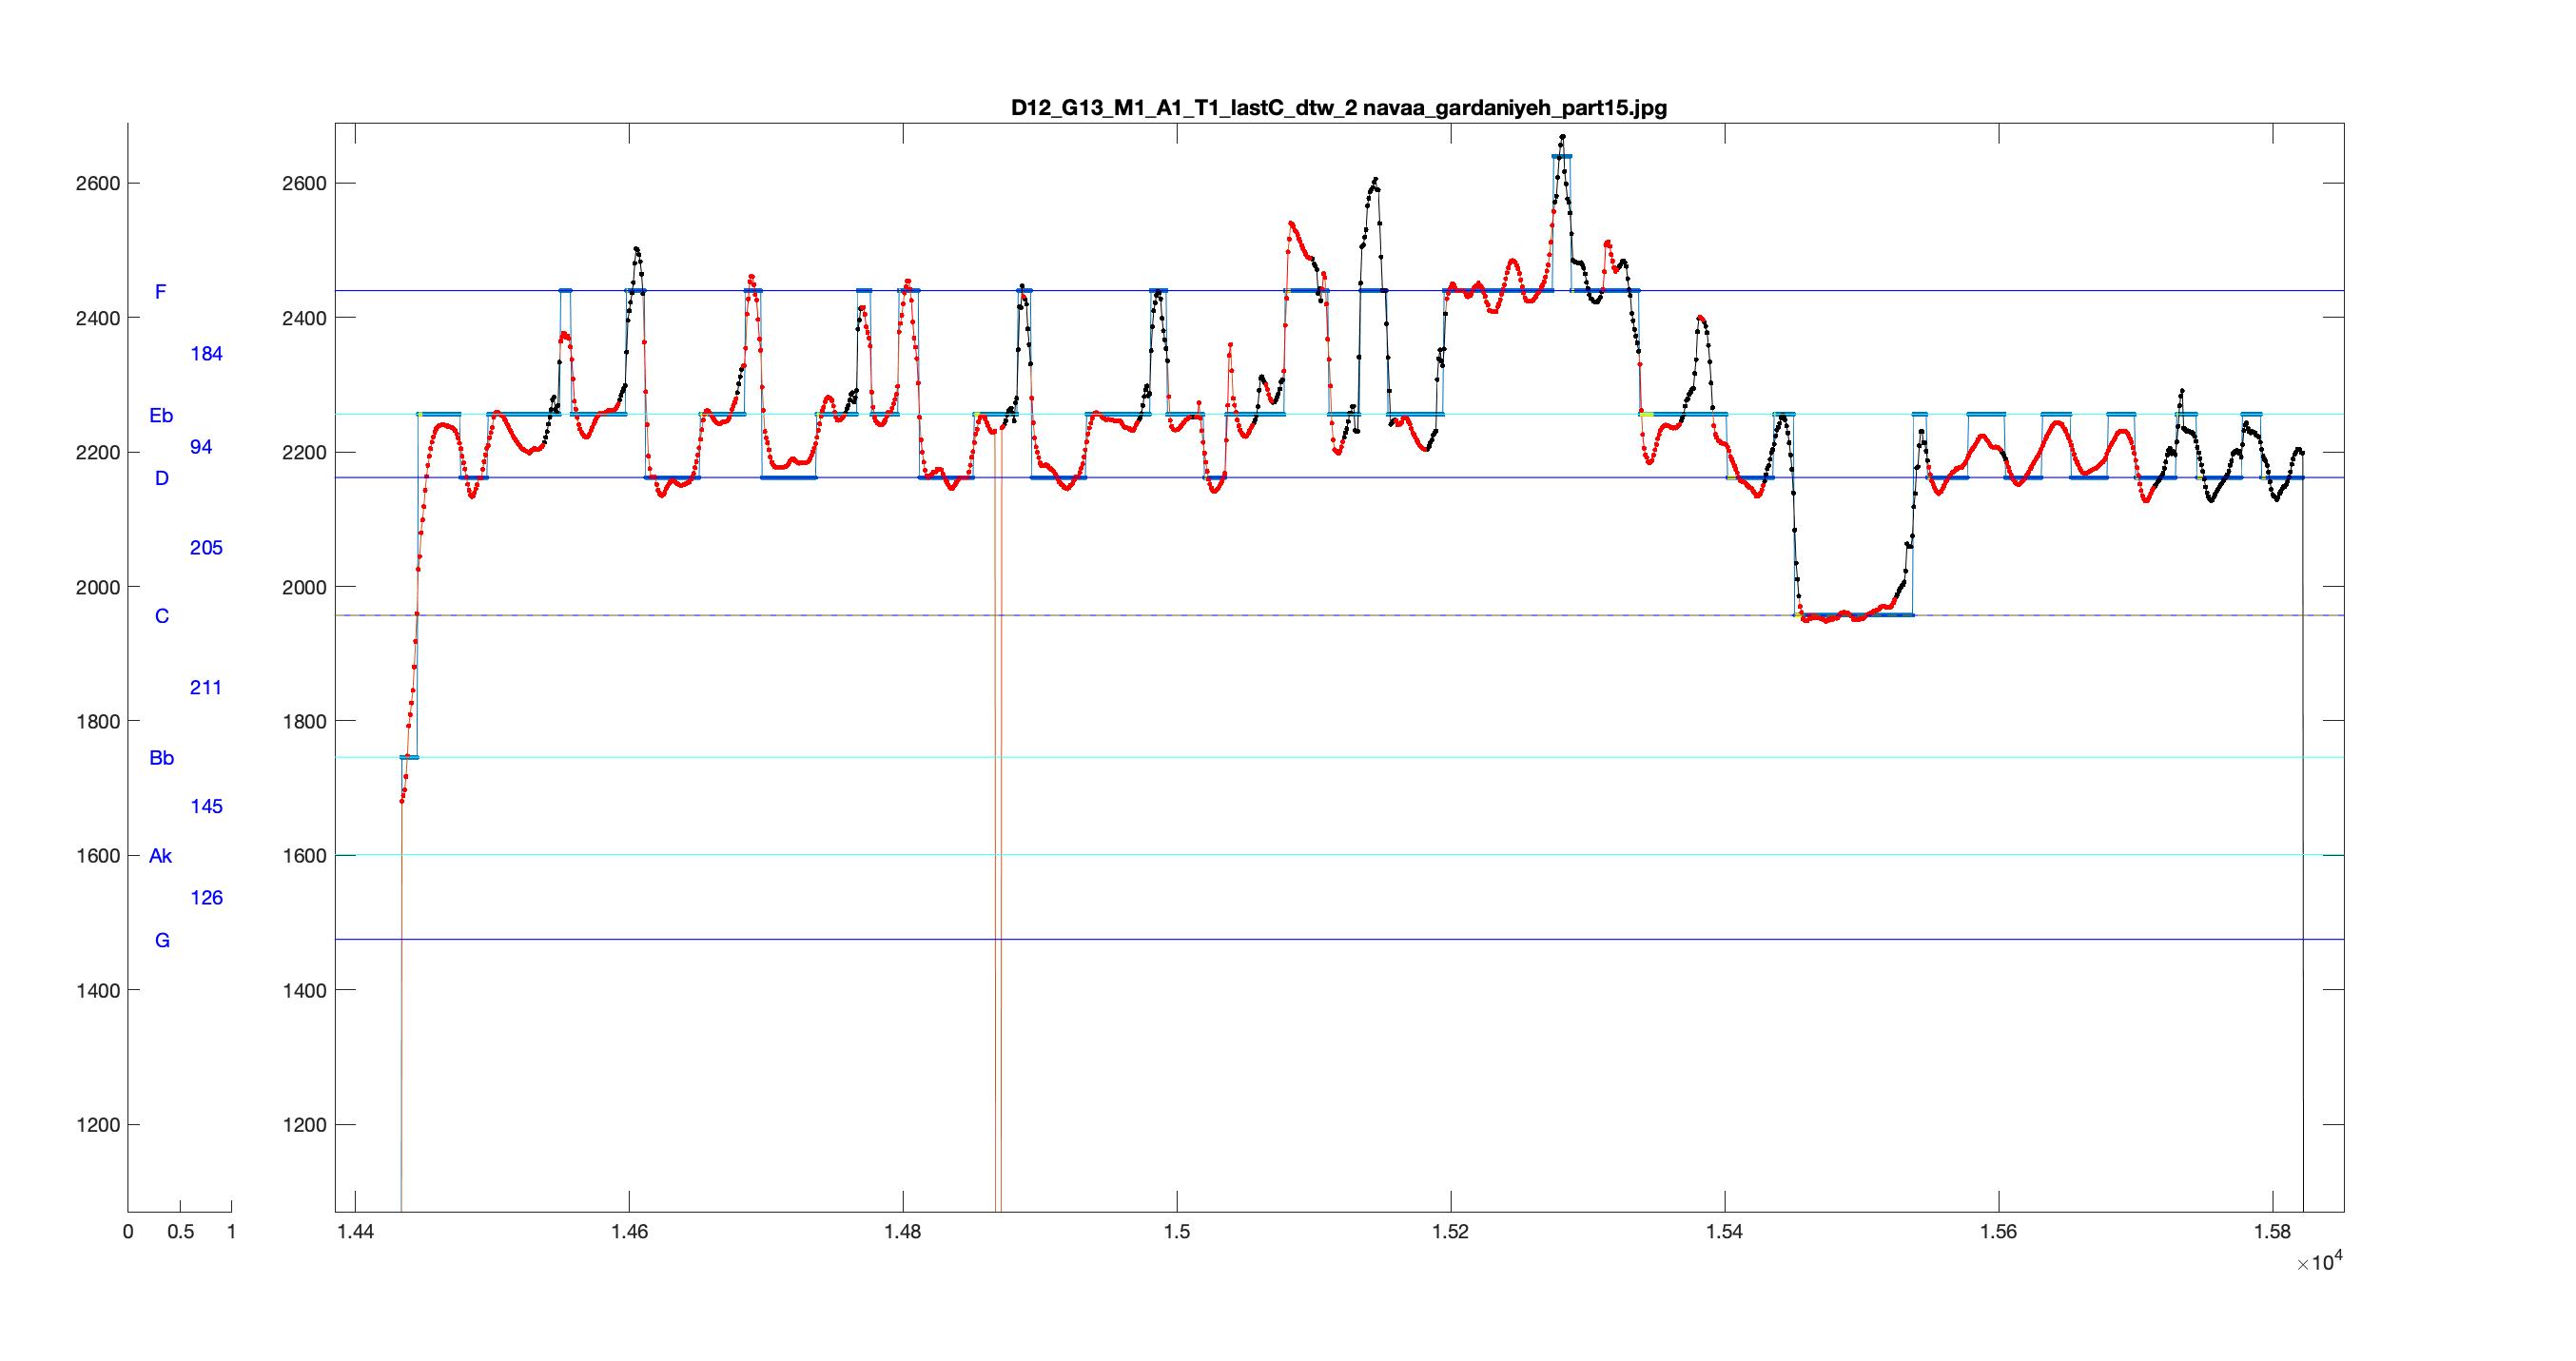 D12_G13_M1_A1_T1_lastC_dtw_2 navaa_gardaniyeh_part15.jpg
2600 2600
F
2400 2400
184
Eb
94
2200 2200
D
205
2000 2000
C
211
1800 1800
Bb
145
1600 Ak 1600
126
G
1400 1400
1200 1200
0 0.5 1 1.44 1.46 1.48 1.5 1.52 1.54 1.56 1.58
×10⁴